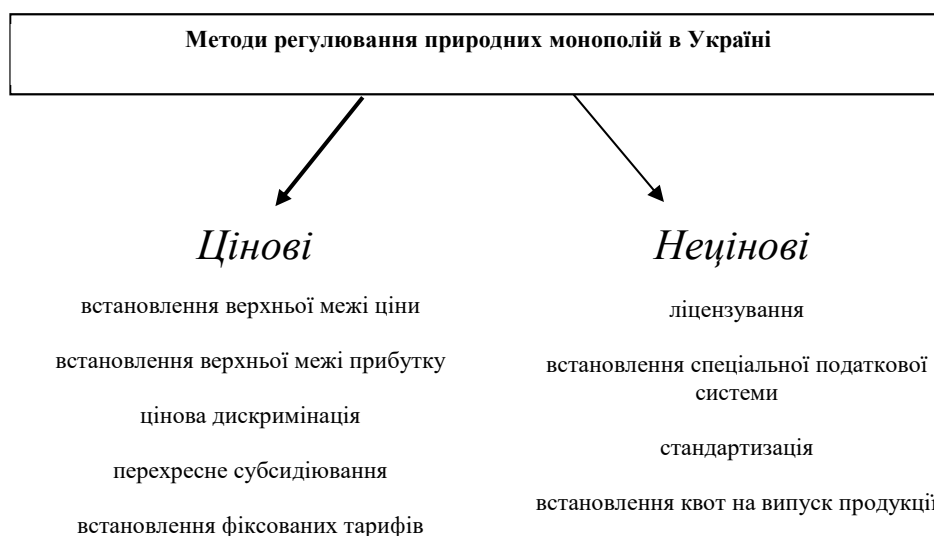 Методи регулювання природних монополій в Україні
Цінові
встановлення верхньої межі ціни
встановлення верхньої межі прибутку
цінова дискримінація
перехресне субсидіювання
встановлення фіксованих тарифів
Нецінові
ліцензування
встановлення спеціальної податкової
системи
стандартизація
встановлення квот на випуск продукції